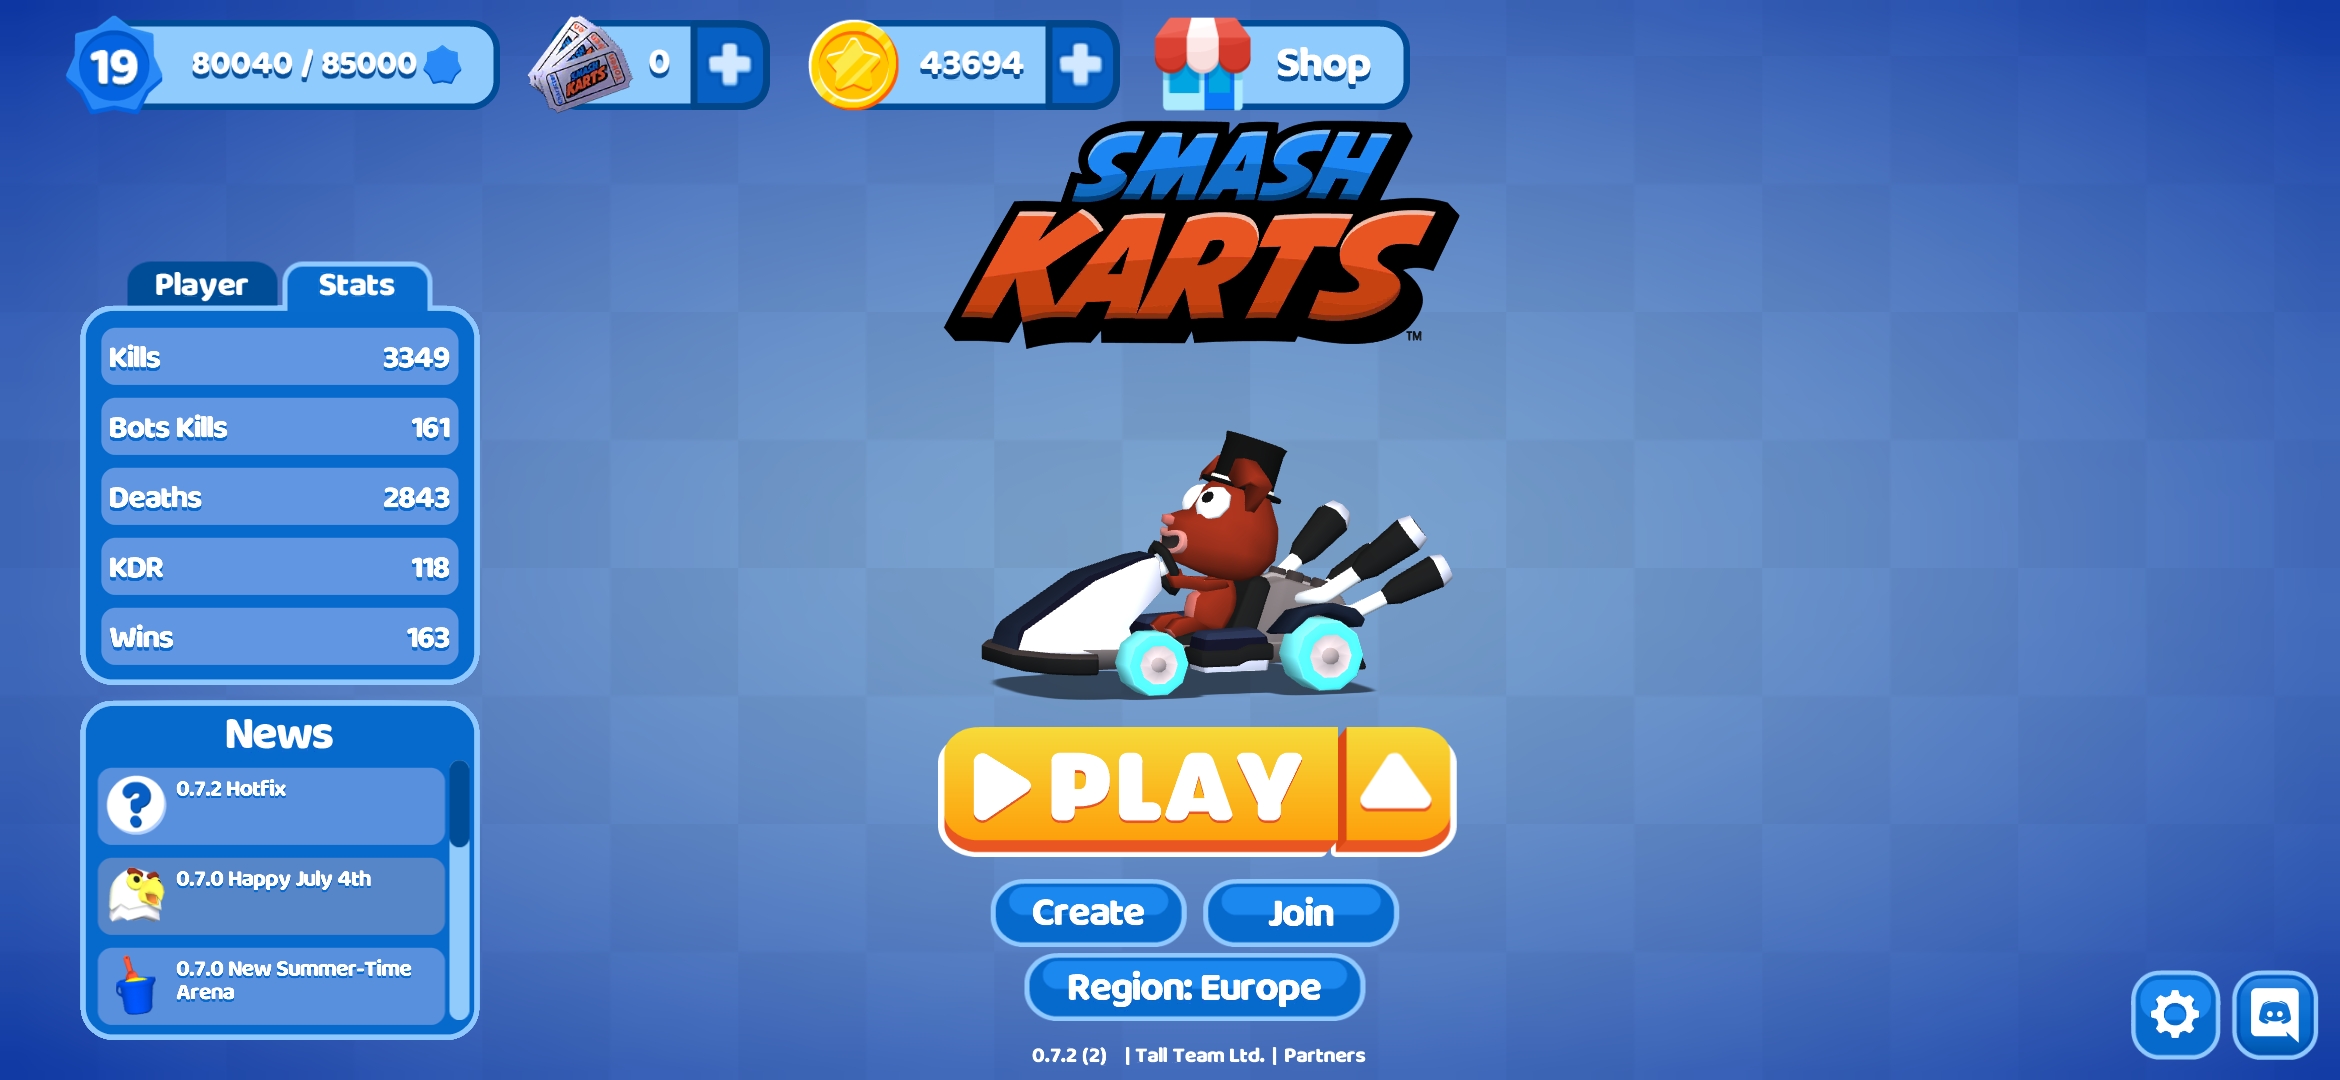 19
80040 / 85000
0
43694
Shop
SMASH
KARTS
TM
Player
Stats
Kills 3349
Bots Kills 161
Deaths 2843
KDR 118
Wins 163
News
0.7.2 Hotfix
0.7.0 Happy July 4th
0.7.0 New Summer-Time
Arena
PLAY
Create
Join
Region: Europe
0.7.2 (2) | Tall Team Ltd. | Partners